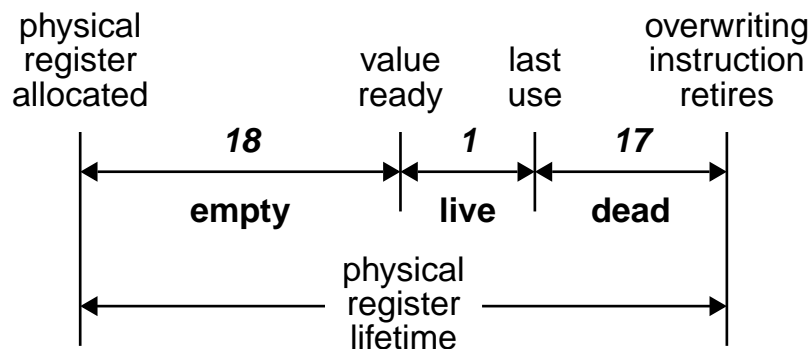 physical
register
allocated
value
ready
last
use
overwriting
instruction
retires
18
1
17
empty
live
dead
physical
register
lifetime